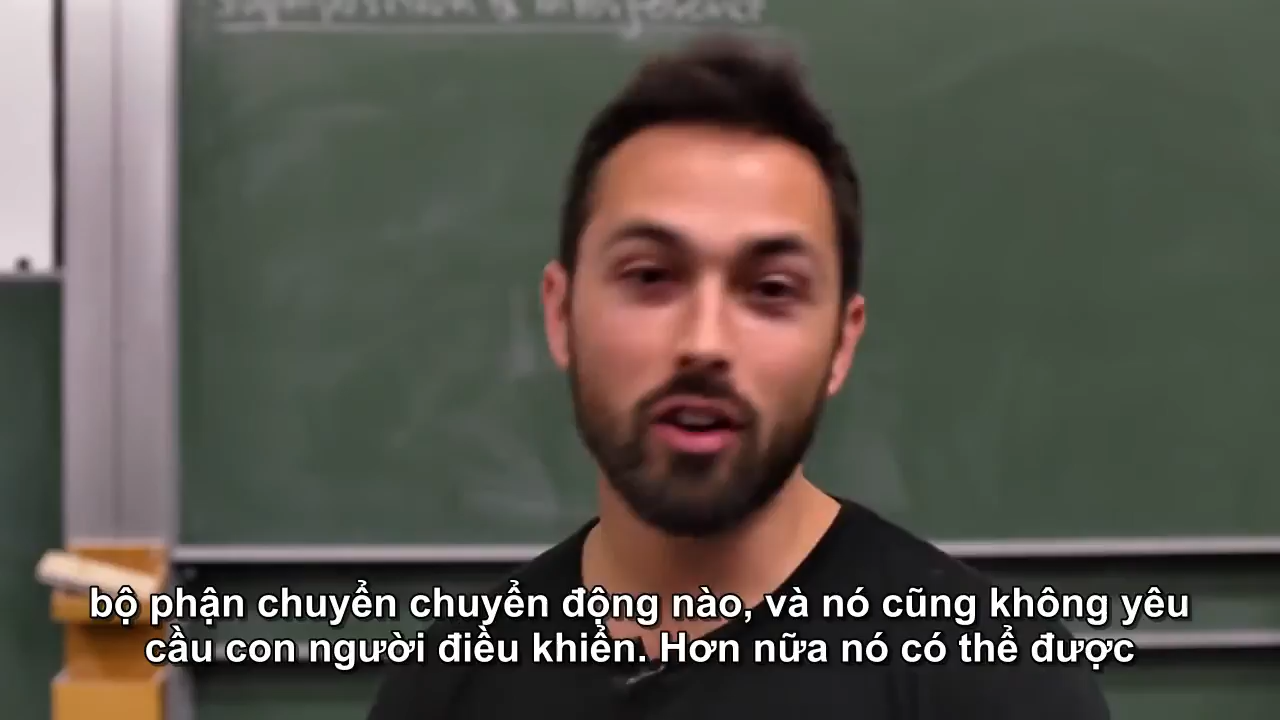 bộ phận chuyển chuyển động nào, và nó cũng không yêu
cầu con người điều khiển. Hơn nữa nó có thể được